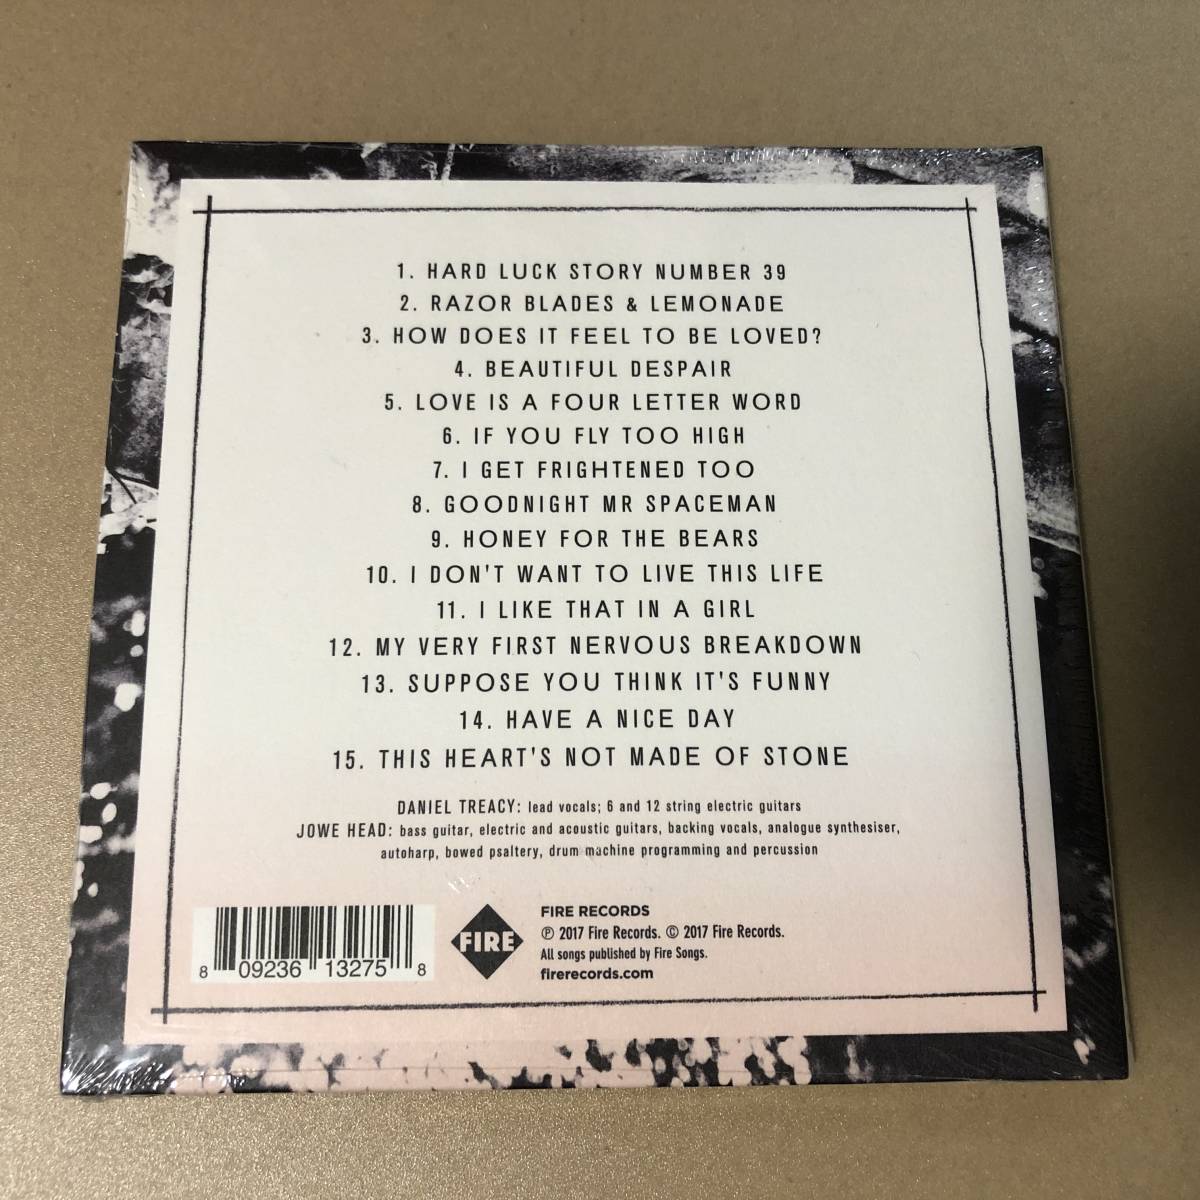 1. HARD LUCK STORY NUMBER 39
2. RAZOR BLADES & LEMONADE
3. HOW DOES IT FEEL TO BE LOVED?
4. BEAUTIFUL DESPAIR
5. LOVE IS A FOUR LETTER WORD
6. IF YOU FLY TOO HIGH
7. I GET FRIGHTENED TOO
8. GOODNIGHT MR SPACEMAN
9. HONEY FOR THE BEARS
10. I DON'T WANT TO LIVE THIS LIFE
11. I LIKE THAT IN A GIRL
12. MY VERY FIRST NERVOUS BREAKDOWN
13. SUPPOSE YOU THINK IT'S FUNNY
14. HAVE A NICE DAY
15. THIS HEART'S NOT MADE OF STONE
DANIEL TREACY: lead vocals; 6 and 12 string electric guitars
JOWE HEAD: bass guitar, electric and acoustic guitars, backing vocals, analogue synthesiser,
autoharp, bowed psaltery, drum machine programming and percussion
8 09236 13275 8
FIRE
FIRE RECORDS
℗ 2017 Fire Records. © 2017 Fire Records.
All songs published by Fire Songs.
firerecords.com